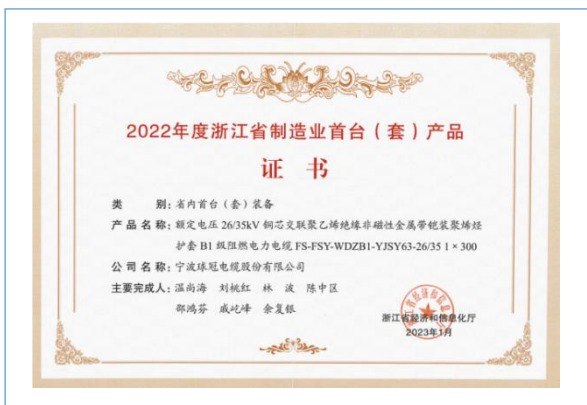 2022年度浙江省制造业首台（套）产品
证 书
类 别：省内首台（套）装备
产品名称：额定电压 26/35kV 铜芯交联聚乙烯绝缘非磁性金属带铠装聚烯烃
护套 B1 级阻燃电力电缆 FS-FSY-WDZB1-YJSY63-26/35 1×300
公司名称：宁波球冠电缆股份有限公司
主要完成人：温尚海 刘桃红 林 波 陈中区
邵鸿芬 戚屹峰 余复银
浙江省经济和信息化厅
2023年1月